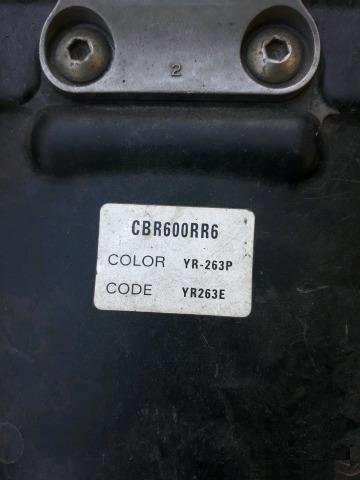 2
CBR600RR6
COLOR YR-263P
CODE YR263E